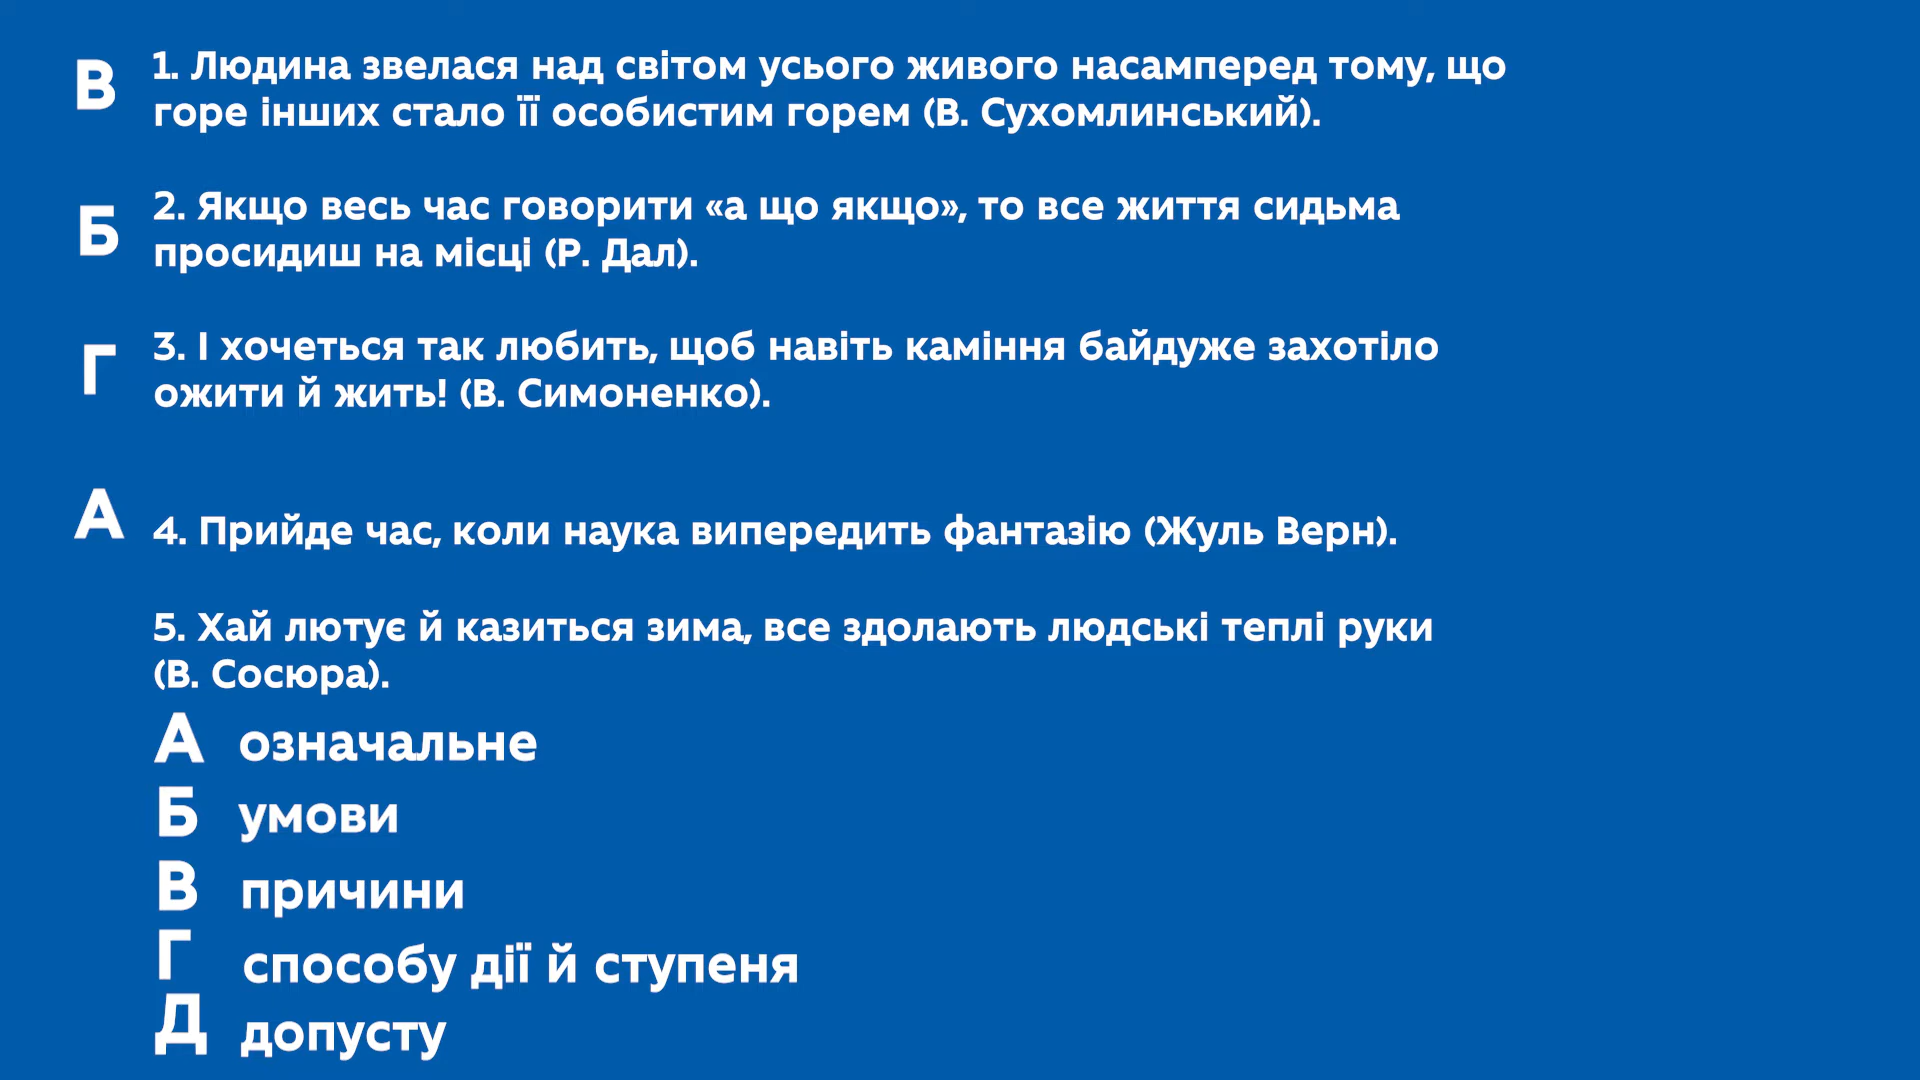 В 1. Людина звелася над світом усього живого насамперед тому, що
горе інших стало її особистим горем (В. Сухомлинський).
Б 2. Якщо весь час говорити «а що якщо», то все життя сидьма
просидиш на місці (Р. Дал).
Г 3. І хочеться так любить, щоб навіть каміння байдуже захотіло
ожити й жить! (В. Симоненко).
А 4. Прийде час, коли наука випередить фантазію (Жуль Верн).
5. Хай лютує й казиться зима, все здолають людські теплі руки
(В. Сосюра).
А означальне
Б умови
В причини
Г способу дії й ступеня
Д допусту